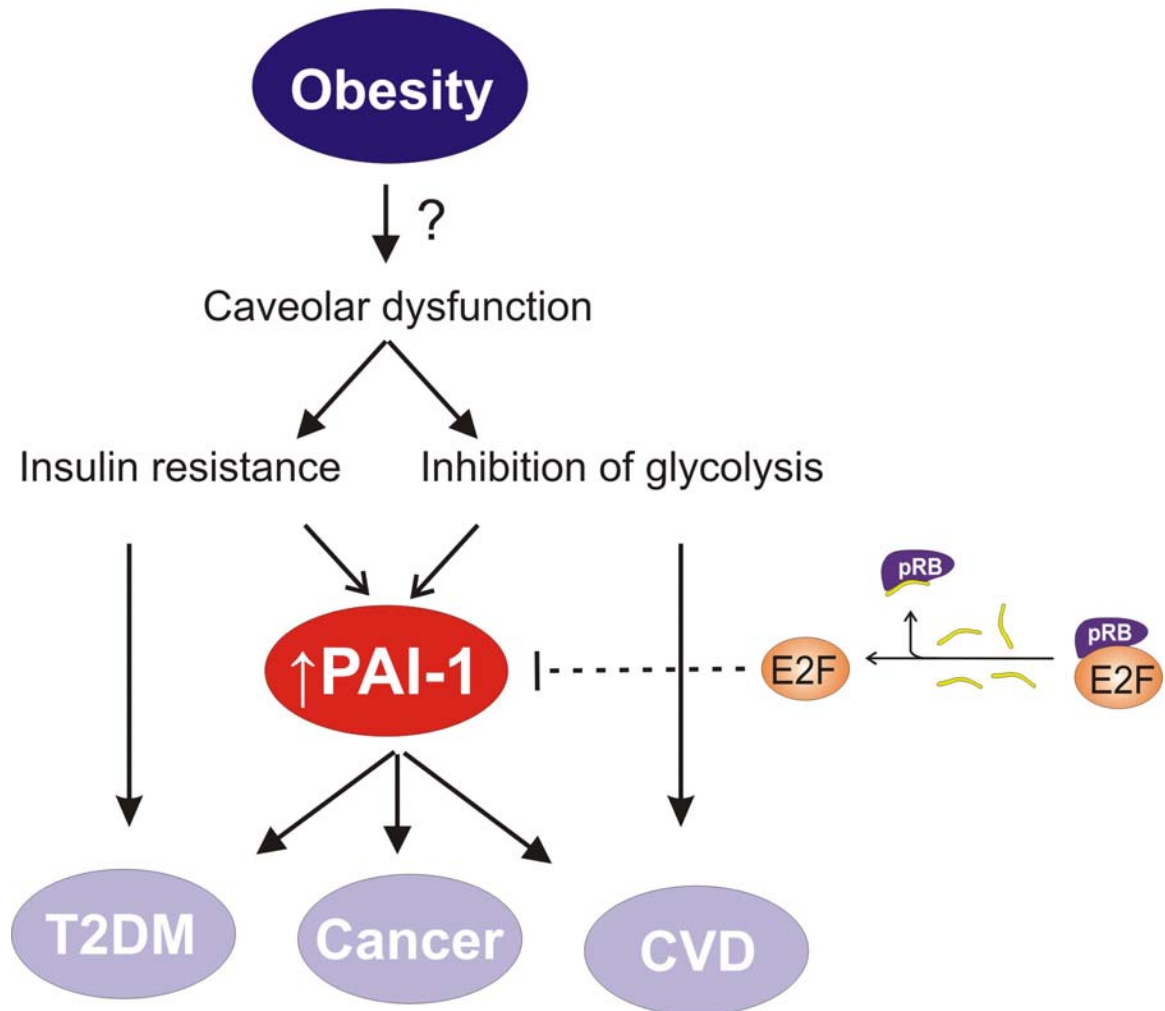 Obesity
?
Caveolar dysfunction
Insulin resistance
Inhibition of glycolysis
pRB
pRB
↑PAI-1
E2F
E2F
T2DM
Cancer
CVD